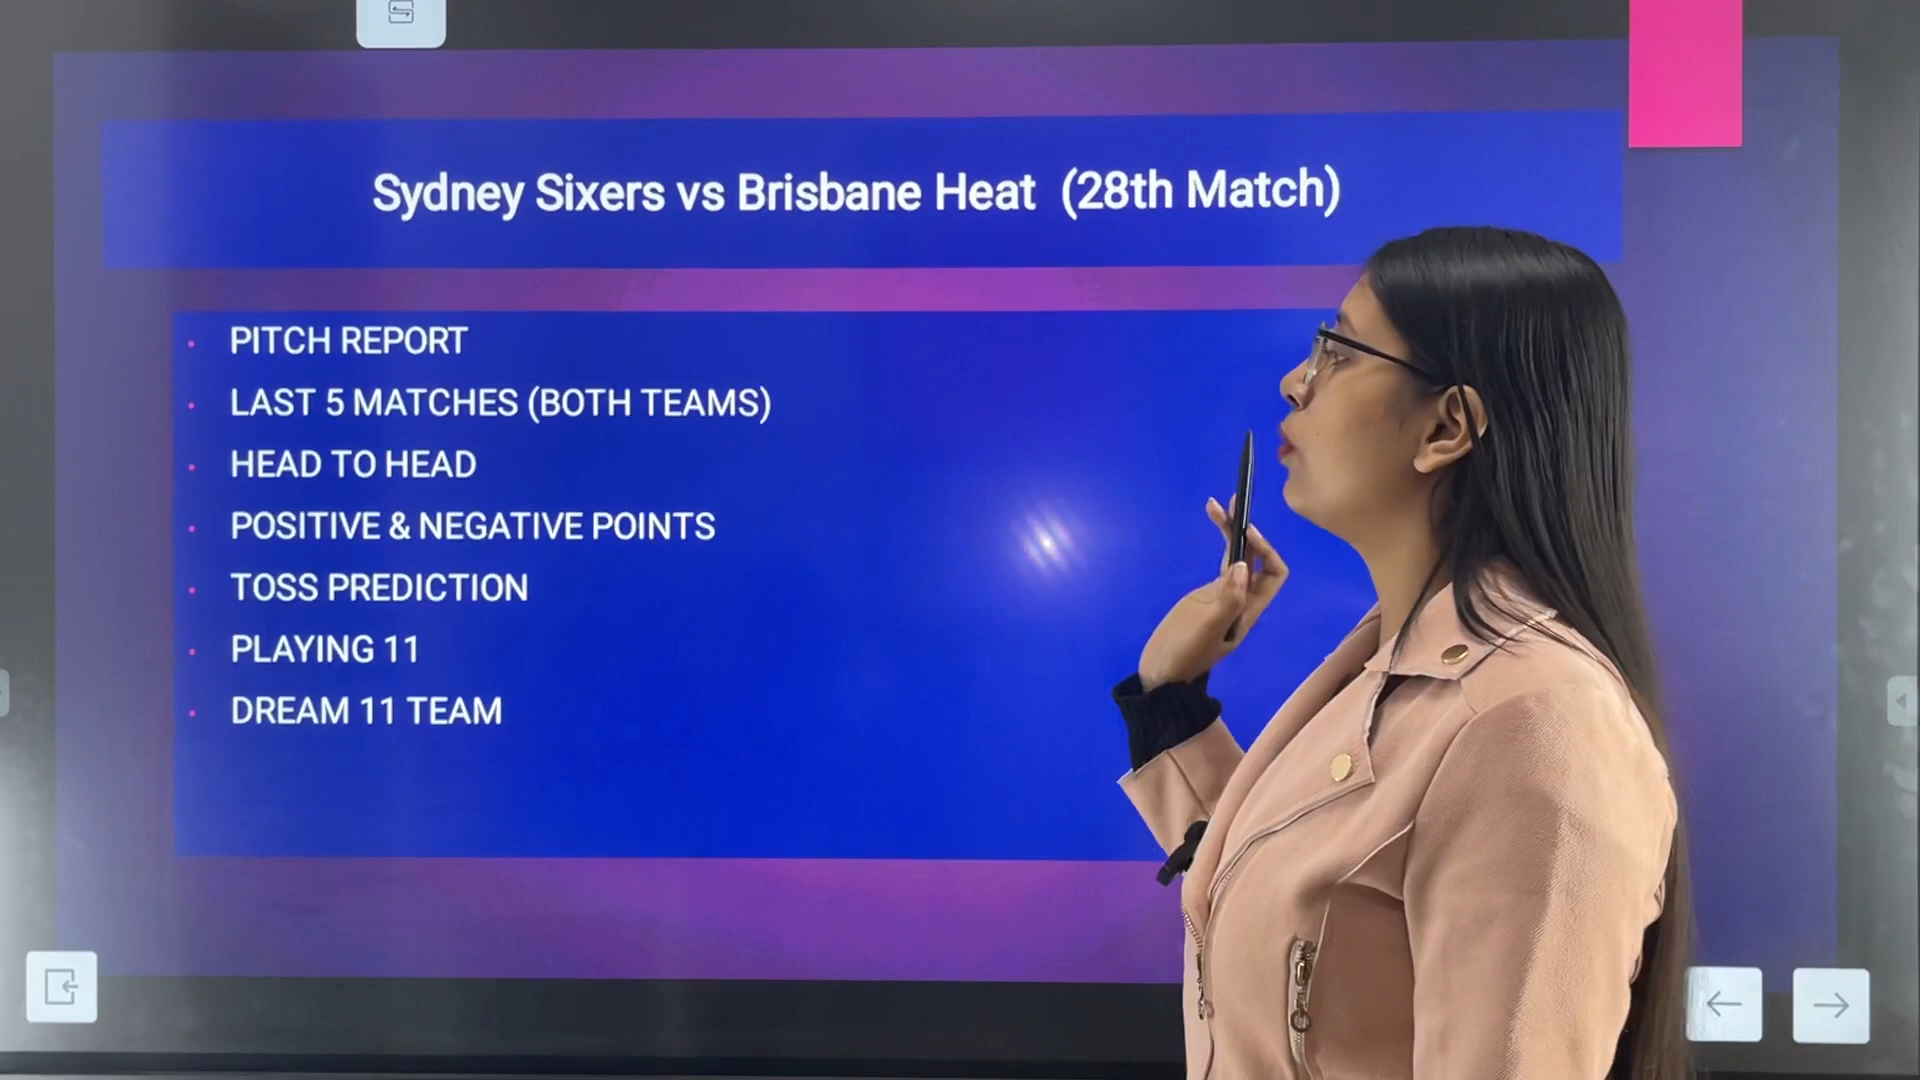 Sydney Sixers vs Brisbane Heat (28th Match)
PITCH REPORT
LAST 5 MATCHES (BOTH TEAMS)
HEAD TO HEAD
POSITIVE & NEGATIVE POINTS
TOSS PREDICTION
PLAYING 11
DREAM 11 TEAM